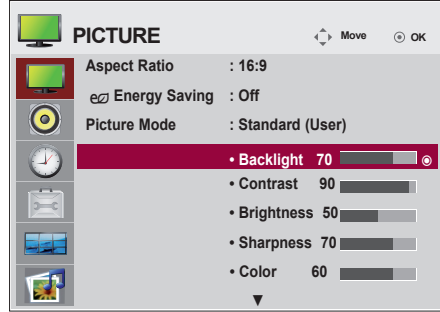 PICTURE Move OK
Aspect Ratio : 16:9
Energy Saving : Off
Picture Mode : Standard (User)
• Backlight 70
• Contrast 90
• Brightness 50
• Sharpness 70
• Color 60